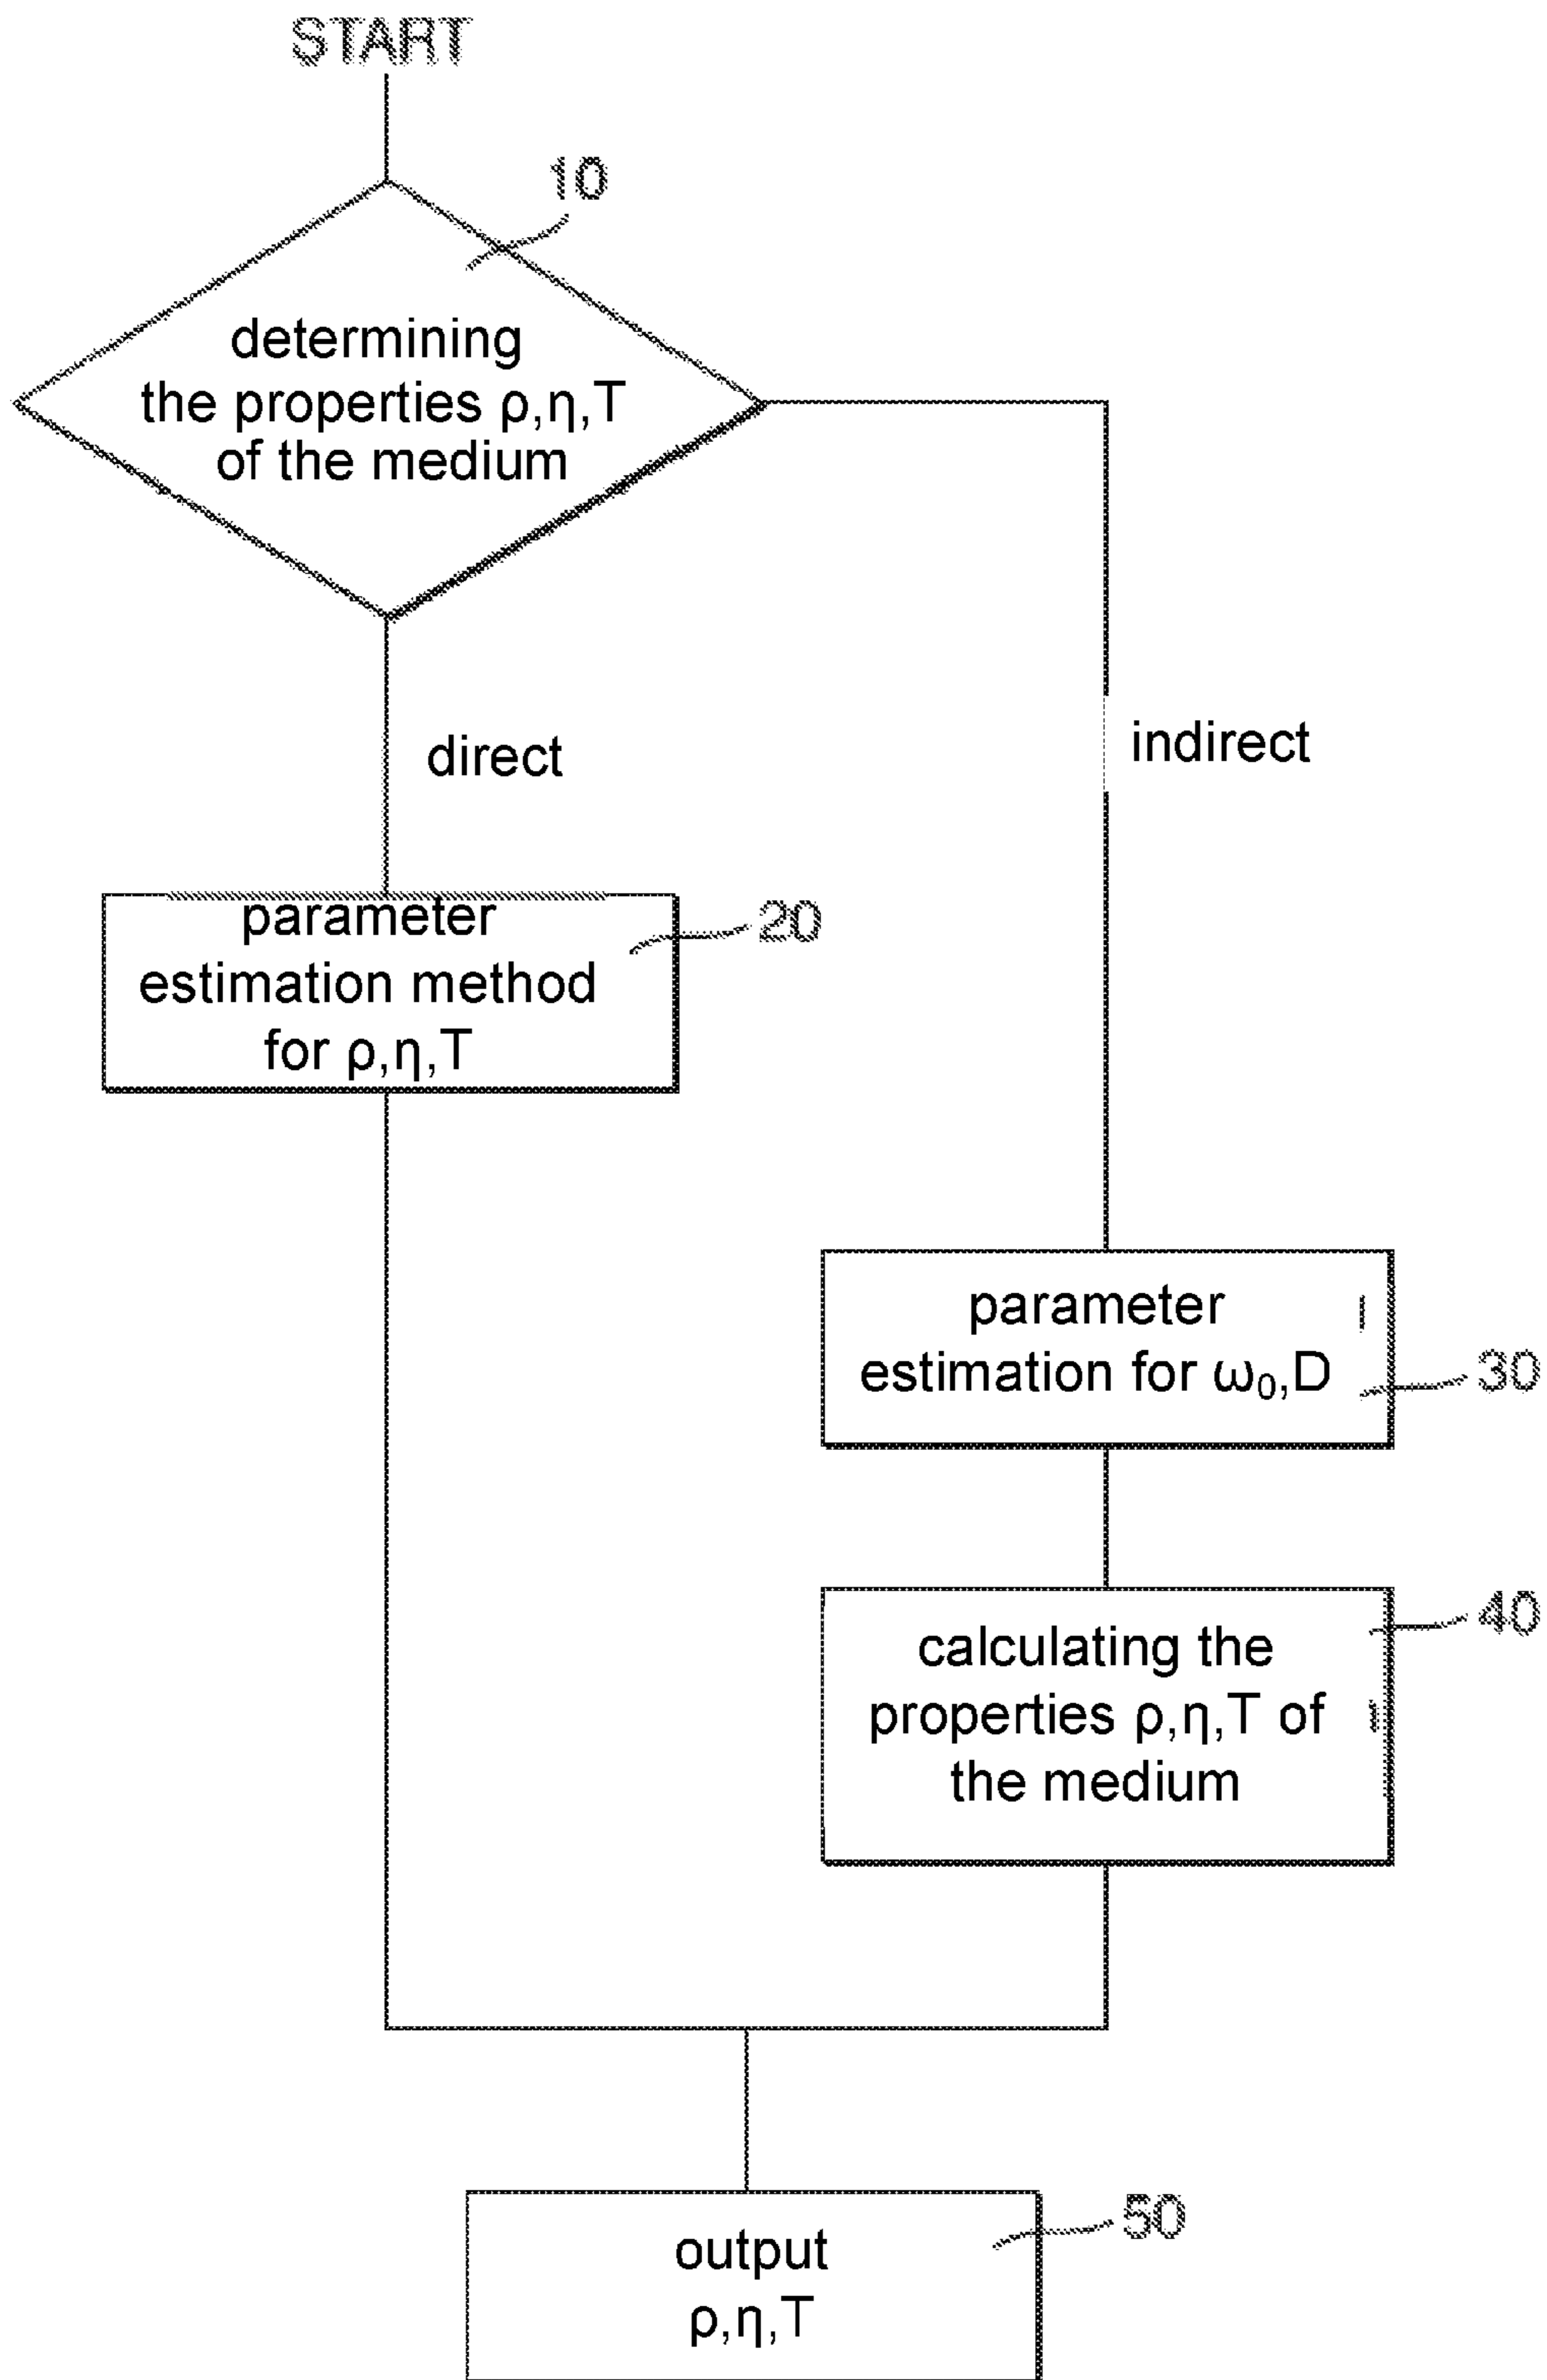 START
10
determining
the properties ρ,η,T
of the medium
direct
indirect
parameter
estimation method
for ρ,η,T
20
parameter
estimation for ω₀,D
30
calculating the
properties ρ,η,T of
the medium
40
output
ρ,η,T
50